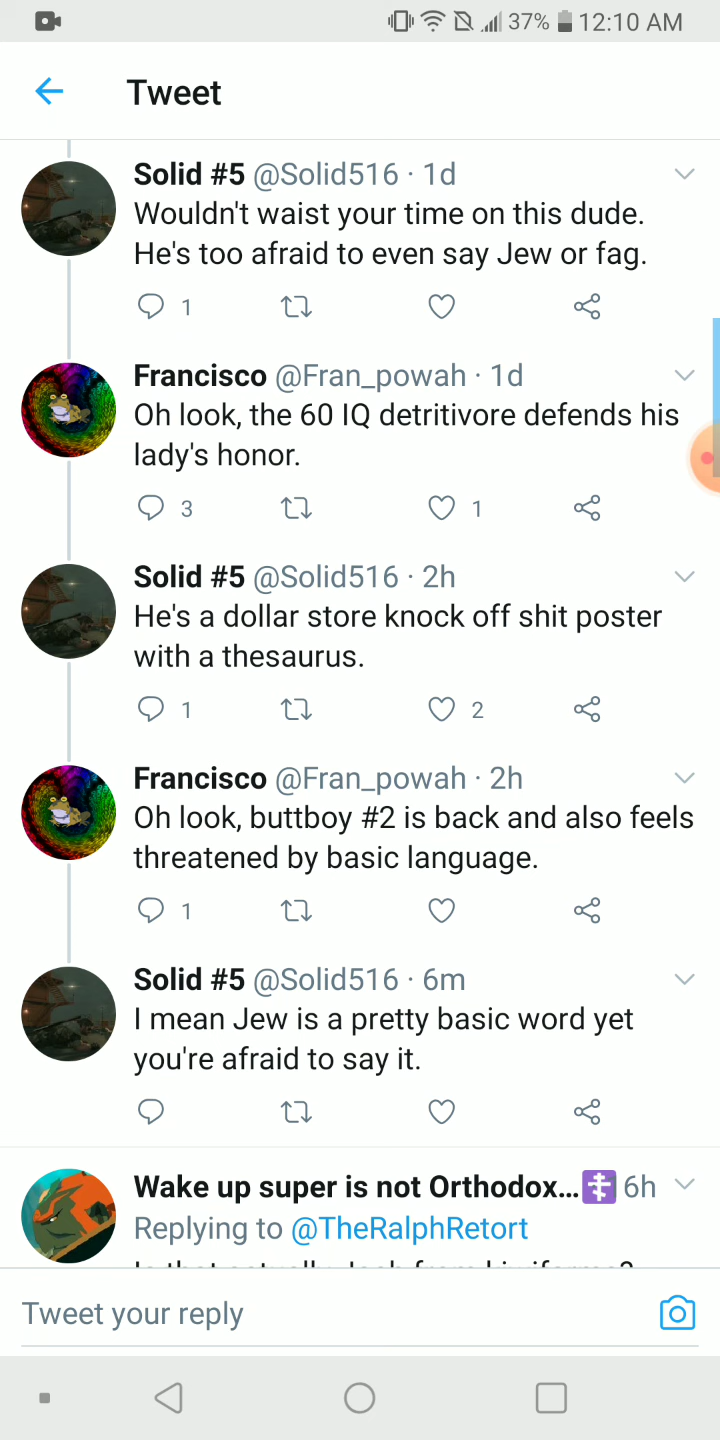 37% 12:10 AM
Tweet
Solid #5 @Solid516 · 1d
Wouldn't waist your time on this dude.
He's too afraid to even say Jew or fag.
1
Francisco @Fran_powah · 1d
Oh look, the 60 IQ detritivore defends his
lady's honor.
3 1
Solid #5 @Solid516 · 2h
He's a dollar store knock off shit poster
with a thesaurus.
1 2
Francisco @Fran_powah · 2h
Oh look, buttboy #2 is back and also feels
threatened by basic language.
1
Solid #5 @Solid516 · 6m
I mean Jew is a pretty basic word yet
you're afraid to say it.
Wake up super is not Orthodox...☦ 6h
Replying to @TheRalphRetort
Tweet your reply